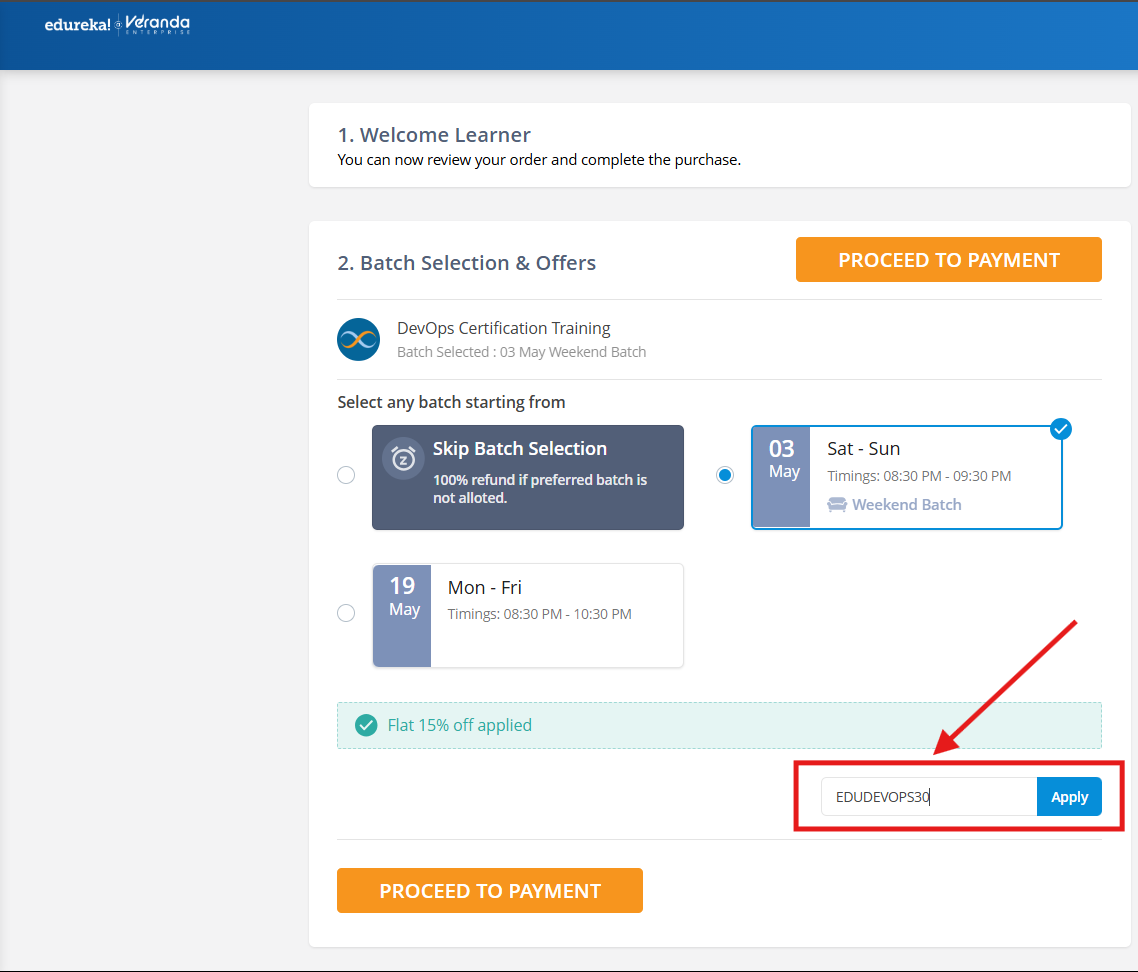 edureka! Veranda
ENTERPRISE
1. Welcome Learner
You can now review your order and complete the purchase.
2. Batch Selection & Offers
PROCEED TO PAYMENT
DevOps Certification Training
Batch Selected : 03 May Weekend Batch
Select any batch starting from
Skip Batch Selection
100% refund if preferred batch is
not alloted.
03
May
Sat - Sun
Timings: 08:30 PM - 09:30 PM
Weekend Batch
19
May
Mon - Fri
Timings: 08:30 PM - 10:30 PM
Flat 15% off applied
EDUDEVOPS30
Apply
PROCEED TO PAYMENT